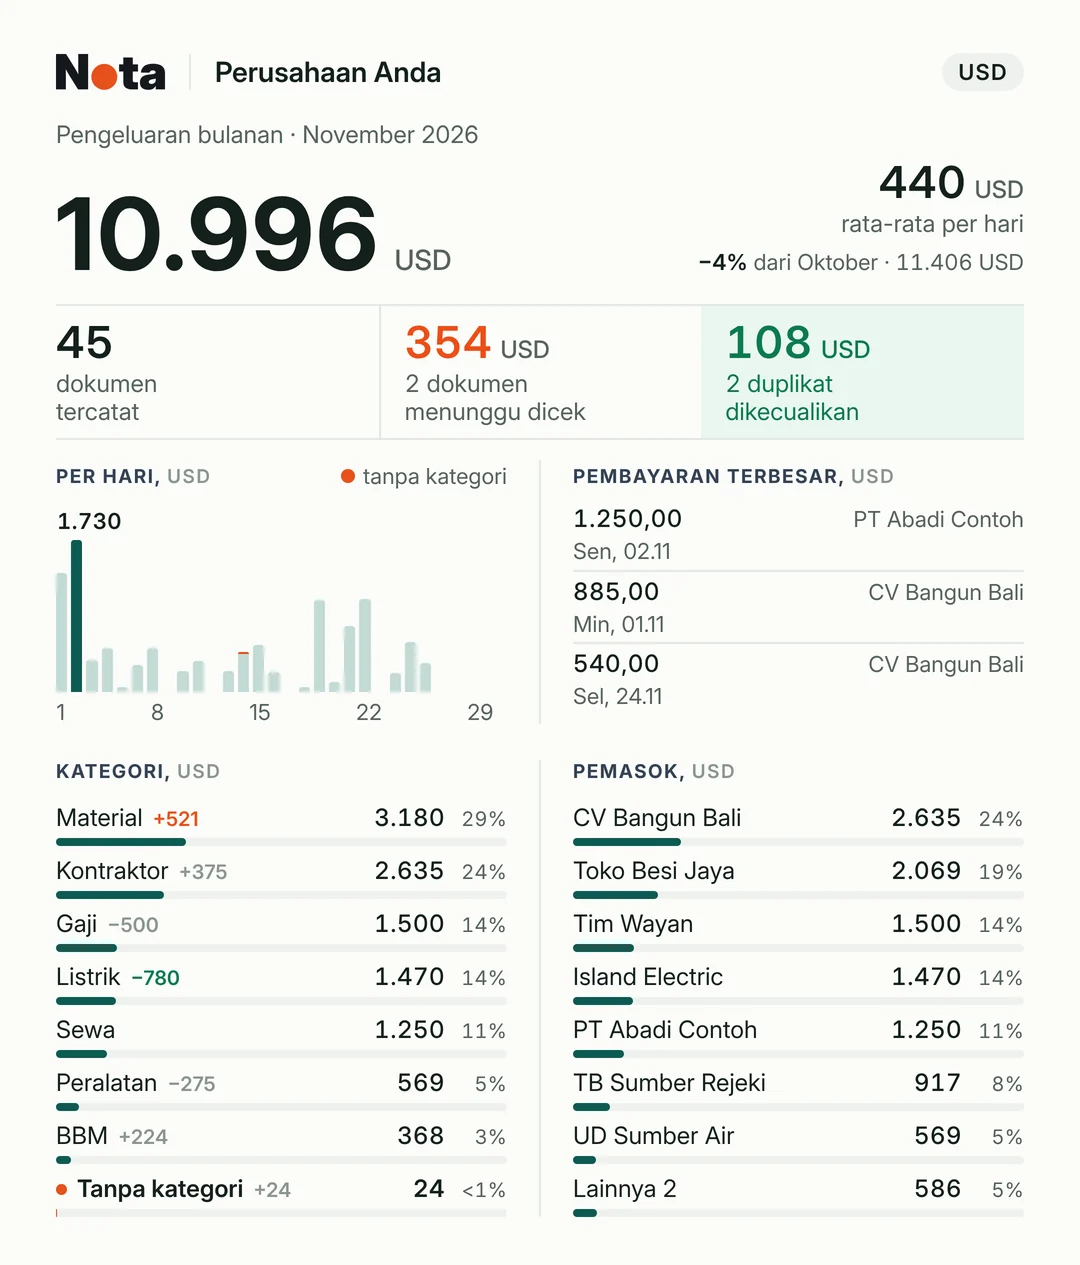 Nota
Perusahaan Anda
USD
Pengeluaran bulanan · November 2026
10.996 USD
440 USD
rata-rata per hari
−4% dari Oktober · 11.406 USD
45
dokumen
tercatat
354 USD
2 dokumen
menunggu dicek
108 USD
2 duplikat
dikecualikan
PER HARI, USD
tanpa kategori
1.730
1 8 15 22 29
PEMBAYARAN TERBESAR, USD
1.250,00 PT Abadi Contoh
Sen, 02.11
885,00 CV Bangun Bali
Min, 01.11
540,00 CV Bangun Bali
Sel, 24.11
KATEGORI, USD
Material +521 3.180 29%
Kontraktor +375 2.635 24%
Gaji −500 1.500 14%
Listrik −780 1.470 14%
Sewa 1.250 11%
Peralatan −275 569 5%
BBM +224 368 3%
Tanpa kategori +24 24 <1%
PEMASOK, USD
CV Bangun Bali 2.635 24%
Toko Besi Jaya 2.069 19%
Tim Wayan 1.500 14%
Island Electric 1.470 14%
PT Abadi Contoh 1.250 11%
TB Sumber Rejeki 917 8%
UD Sumber Air 569 5%
Lainnya 2 586 5%